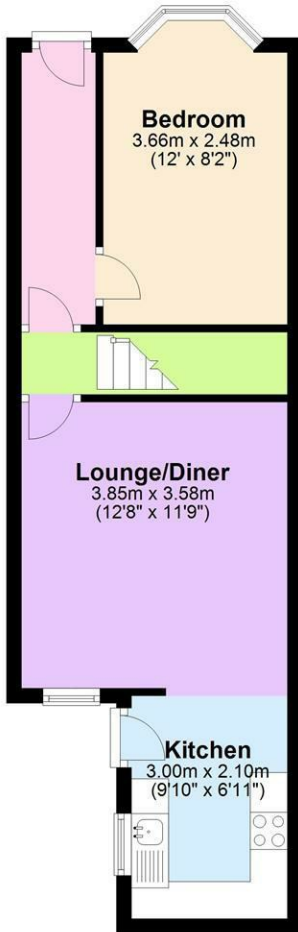 Bedroom
3.66m x 2.48m
(12' x 8'2")
Lounge/Diner
3.85m x 3.58m
(12'8" x 11'9")
Kitchen
3.00m x 2.10m
(9'10" x 6'11")